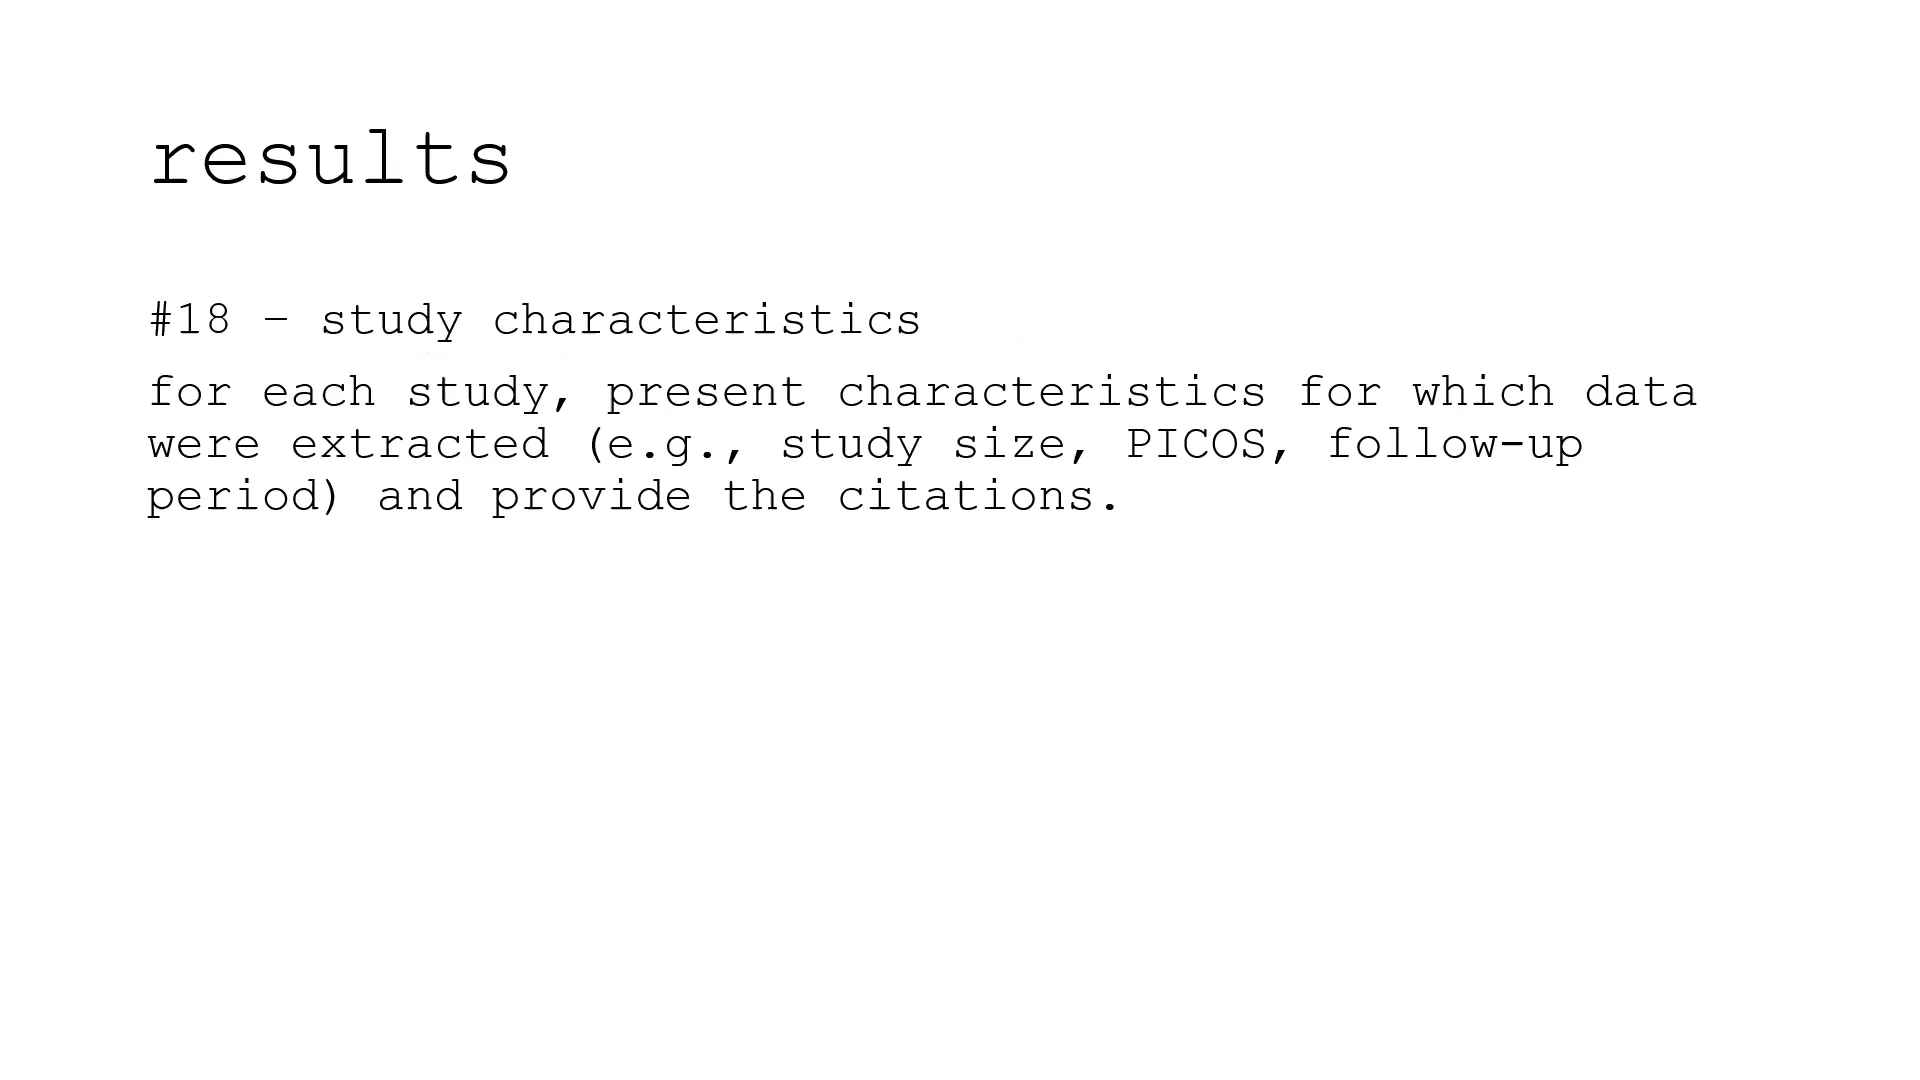 results
#18 – study characteristics
for each study, present characteristics for which data
were extracted (e.g., study size, PICOS, follow-up
period) and provide the citations.